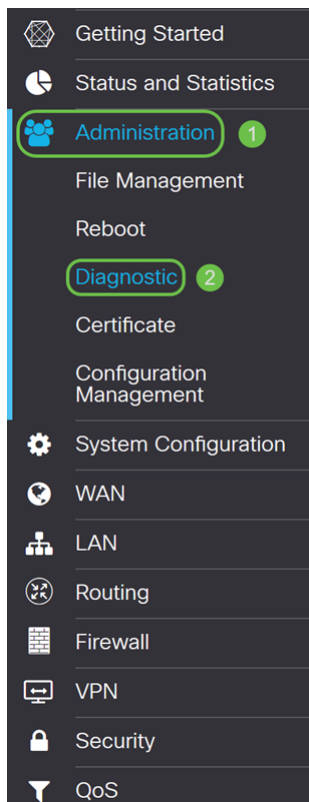 Getting Started
Status and Statistics
Administration 1
File Management
Reboot
Diagnostic 2
Certificate
Configuration
Management
System Configuration
WAN
LAN
Routing
Firewall
VPN
Security
QoS